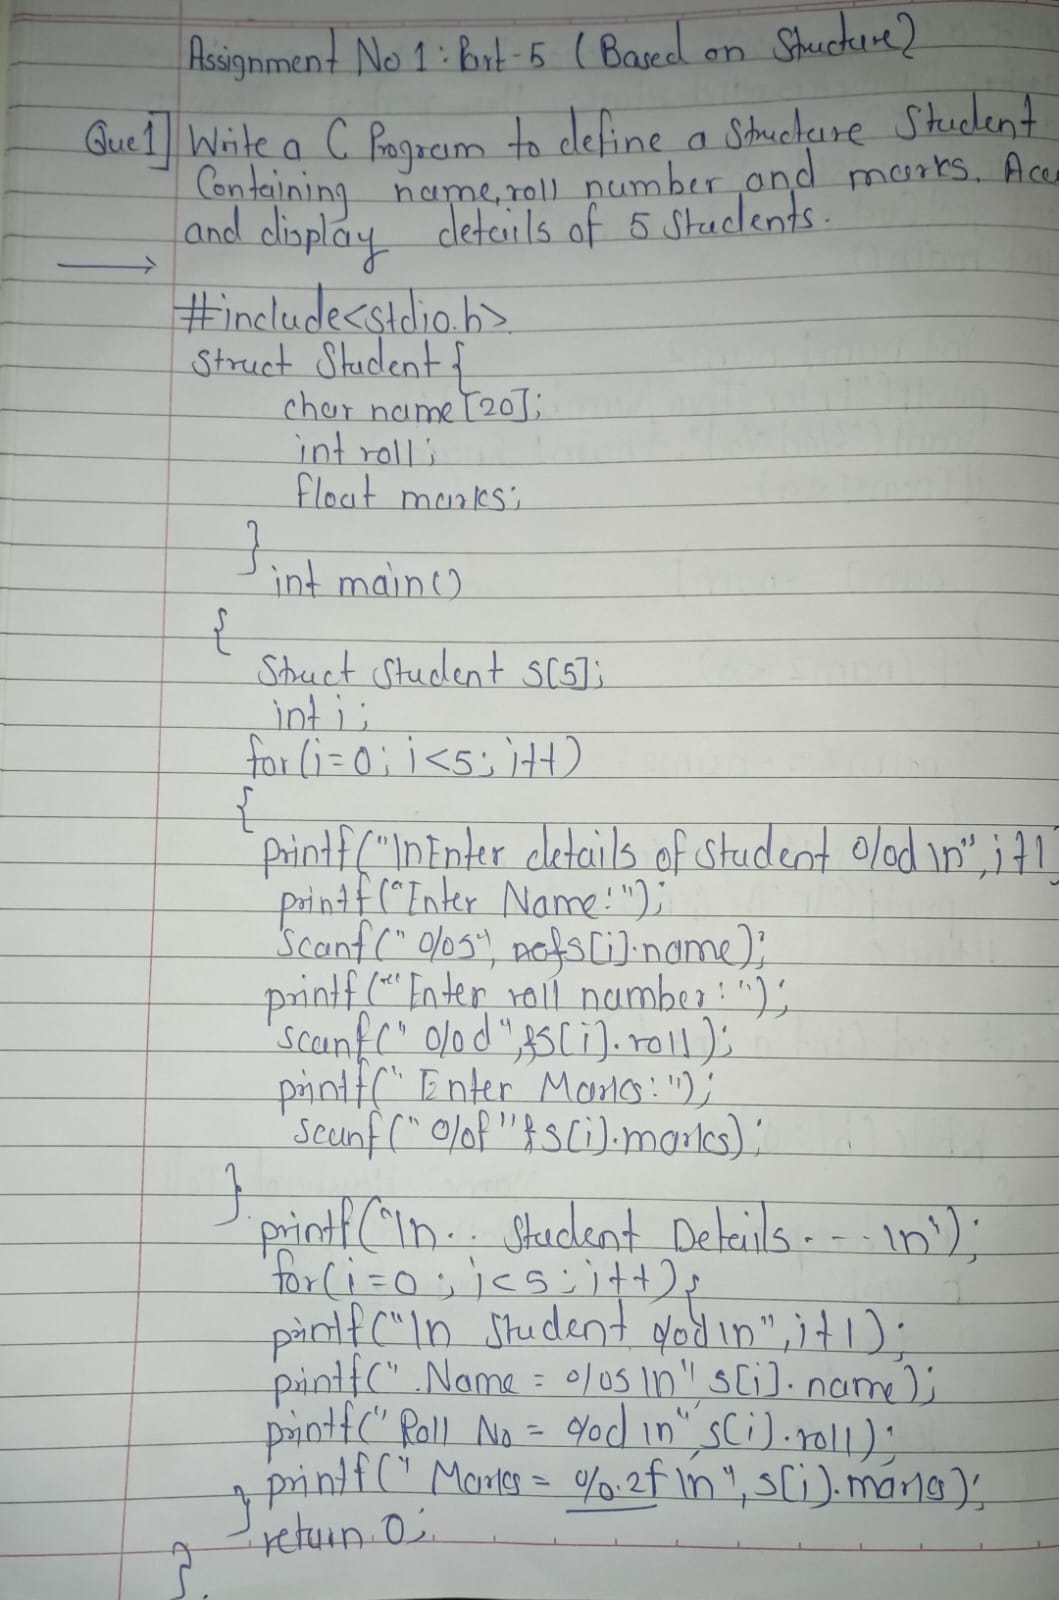 Assignment No 1 : Part-5 ( Based on Structure)
Que 1] Write a C Program to define a Structure Student
Containing name, roll number and marks. Acce
and display details of 5 Students.
#include<stdio.h>
struct Student {
char name [20];
int roll;
float marks;
}
int main()
{
Struct Student s[5];
int i;
for(i=0; i<5; i++)
{
printf("\nEnter details of student %d \n", i+1)
printf("Enter Name:");
scanf("%s", s[i].name);
printf("Enter roll number:");
scanf("%d", &s[i].roll);
printf("Enter Marks:");
scanf("%f" &s[i].marks);
}
printf("\n.. Student Details.--- \n");
for(i=0; i<5; i++){
printf("\n Student %d \n", i+1);
printf(" .Name = %s \n" s[i].name);
printf("Roll No = %d \n" s[i].roll);
printf(" Marks = %.2f \n", s[i].marks);
}
return 0;
}.